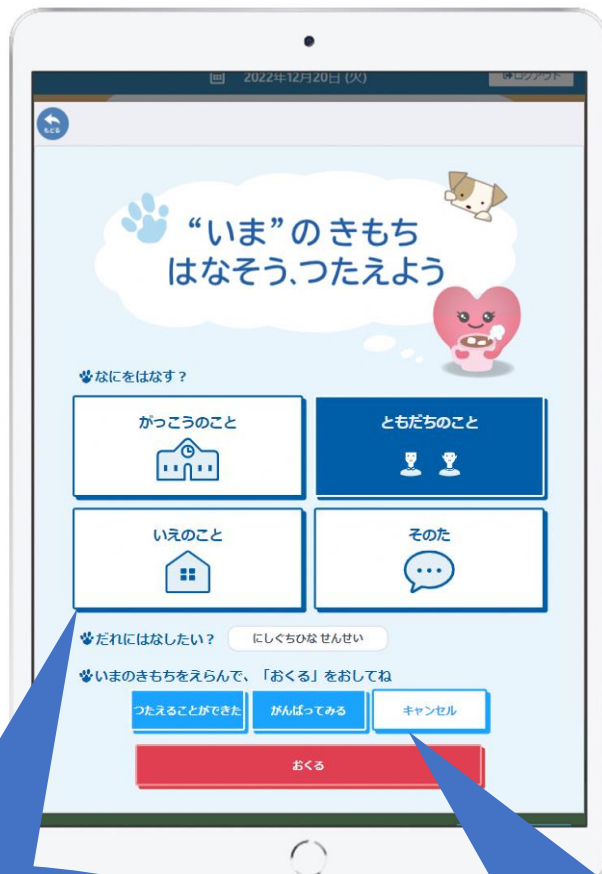 2022年12月20日 (火)
ログアウト
もどる
“いま”の きもち
はなそう、つたえよう
なにをはなす？
がっこうのこと
ともだちのこと
いえのこと
そのた
だれにはなしたい？ にしぐちひな せんせい
いまのきもちをえらんで、「おくる」をおしてね
つたえることができた がんばってみる キャンセル
おくる